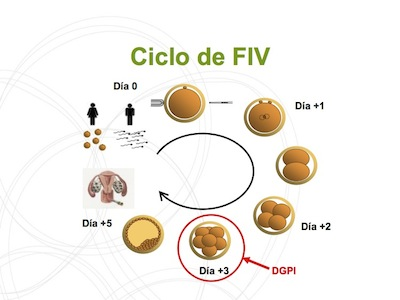 Ciclo de FIV
Día 0
Día +1
Día +2
Día +3
DGPI
Día +5